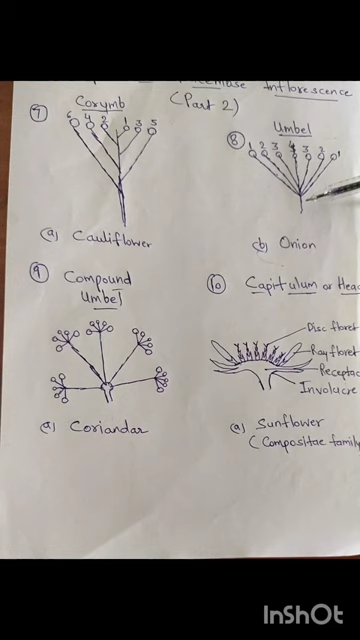 Racemose Inflorescence
(Part 2)
7 Corymb
6 4 2 1 3 5
(a) Cauliflower
8 Umbel
1 2 3 4 3 2 1
(b) Onion
9 Compound
Umbel
(a) Coriandar
10 Capitulum or Hea
Disc floret
Ray floret
Receptac
Involucre
(a) Sunflower
(Compositae family
InShOt